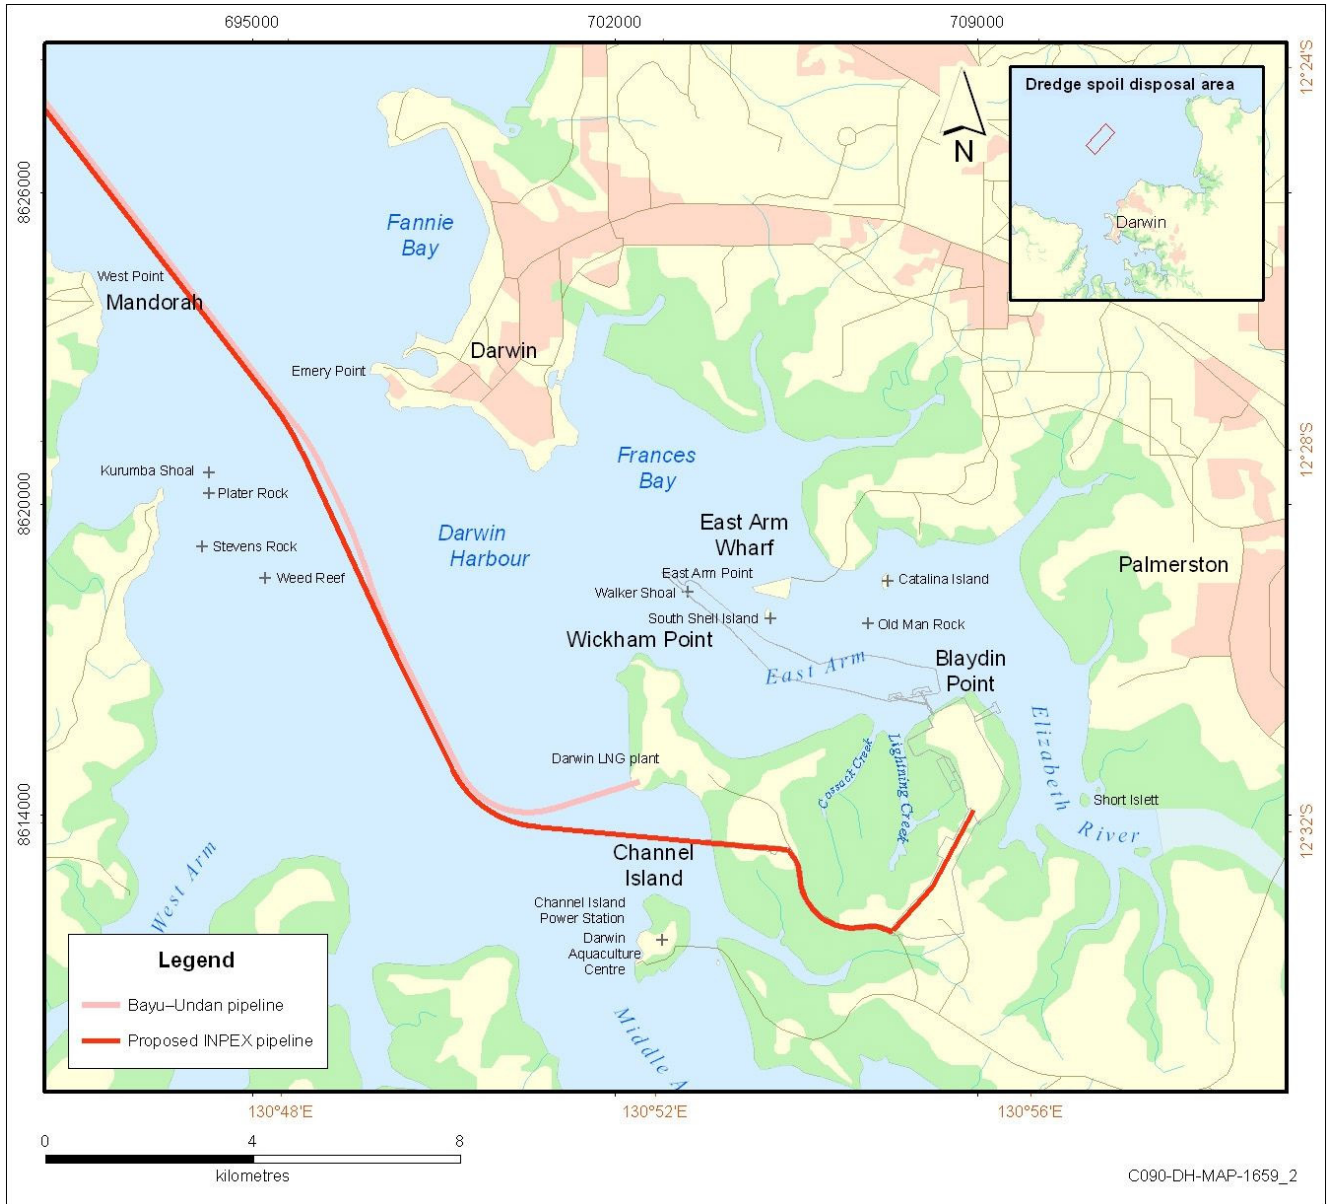 695000
702000
709000
12°24'S
Dredge spoil disposal area
N
8626000
Fannie
Bay
Darwin
West Point
Mandorah
Darwin
Emery Point
12°28'S
Frances
Bay
Kurumba Shoal
Plater Rock
8620000
East Arm
Wharf
Darwin
Harbour
Stevens Rock
Palmerston
Weed Reef
East Arm Point
Catalina Island
Walker Shoal
South Shell Island
Old Man Rock
Wickham Point
East Arm
Blaydin
Point
Elizabeth
River
Darwin LNG plant
Cossack Creek
Lightning Creek
Short Islett
8614000
12°32'S
Channel
Island
West Arm
Channel Island
Power Station
Darwin
Aquaculture
Centre
Legend
Bayu–Undan pipeline
Proposed INPEX pipeline
Middle A
130°48'E
130°52'E
130°56'E
0
4
8
kilometres
C090-DH-MAP-1659_2